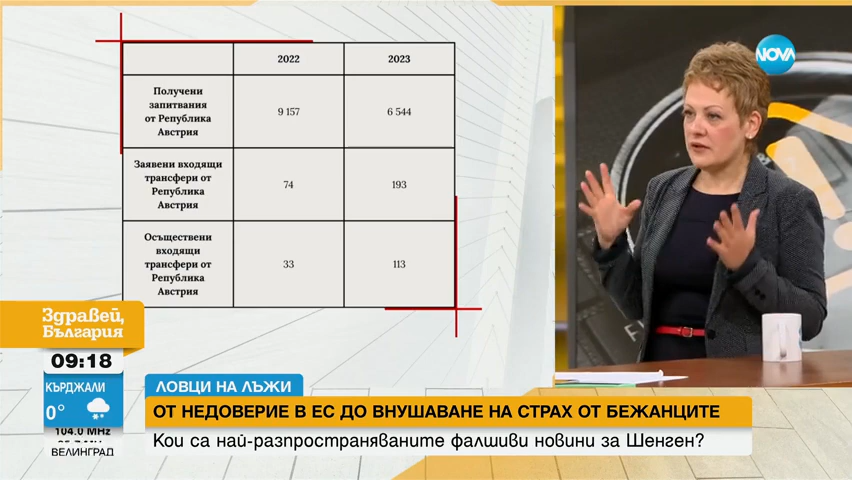 2022
2023
Получени
запитвания
от Република
Австрия
9 157
6 544
Заявени входящи
трансфери от
Република
Австрия
74
193
Осъществени
входящи
трансфери от
Република
Австрия
33
113
NOVA
Здравей,
България
09:18
КЪРДЖАЛИ
0°
104.0 MHz
ВЕЛИНГРАД
ЛОВЦИ НА ЛЪЖИ
ОТ НЕДОВЕРИЕ В ЕС ДО ВНУШАВАНЕ НА СТРАХ ОТ БЕЖАНЦИТЕ
Кои са най-разпространяваните фалшиви новини за Шенген?